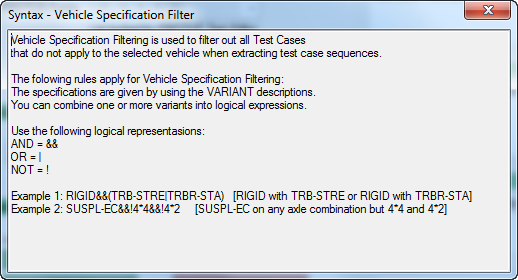 Syntax - Vehicle Specification Filter
Vehicle Specification Filtering is used to filter out all Test Cases
that do not apply to the selected vehicle when extracting test case sequences.
The folowing rules apply for Vehicle Specification Filtering:
The specifications are given by using the VARIANT descriptions.
You can combine one or more variants into logical expressions.
Use the following logical representasions:
AND = &&
OR = |
NOT = !
Example 1: RIGID&&(TRB-STRE|TRBR-STA) [RIGID with TRB-STRE or RIGID with TRBR-STA]
Example 2: SUSPL-EC&&!4*4&&!4*2 [SUSPL-EC on any axle combination but 4*4 and 4*2]